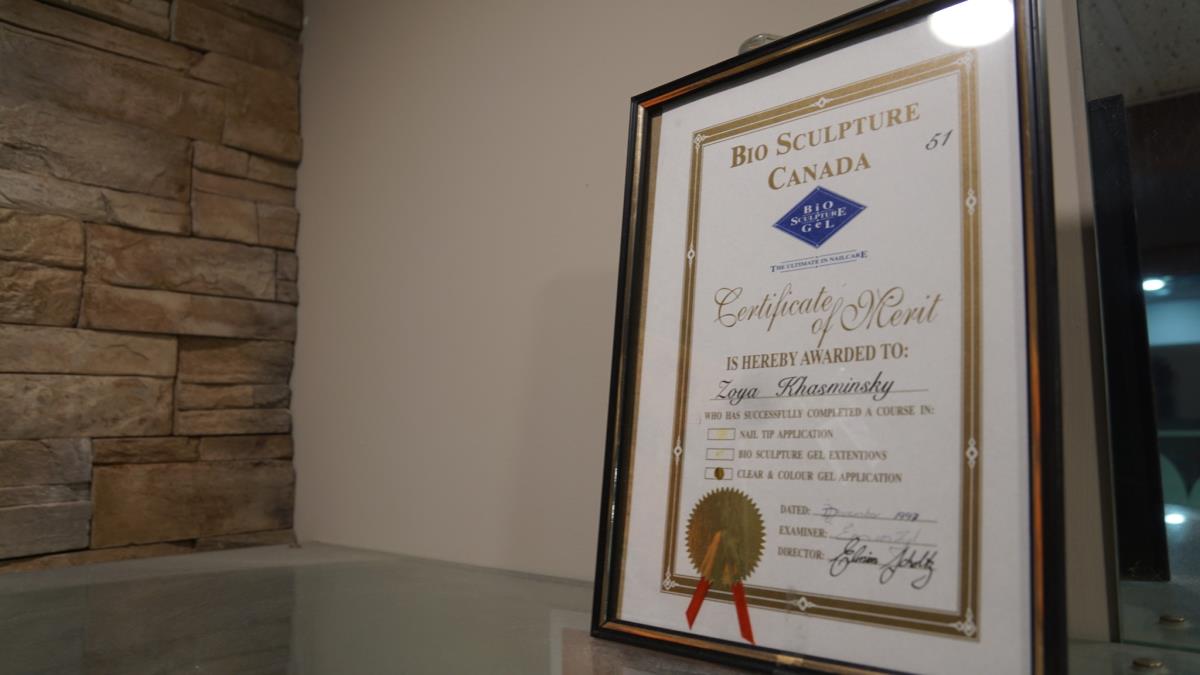 BIO SCULPTURE
CANADA
51
BiO
SCULPTURE
GeL
THE ULTIMATE IN NAILCARE
Certificate
of Merit
IS HEREBY AWARDED TO:
Zoya Khasminsky
WHO HAS SUCCESSFULLY COMPLETED A COURSE IN:
NAIL TIP APPLICATION
BIO SCULPTURE GEL EXTENTIONS
CLEAR & COLOUR GEL APPLICATION
DATED:
EXAMINER:
DIRECTOR: Elmien Scholtz